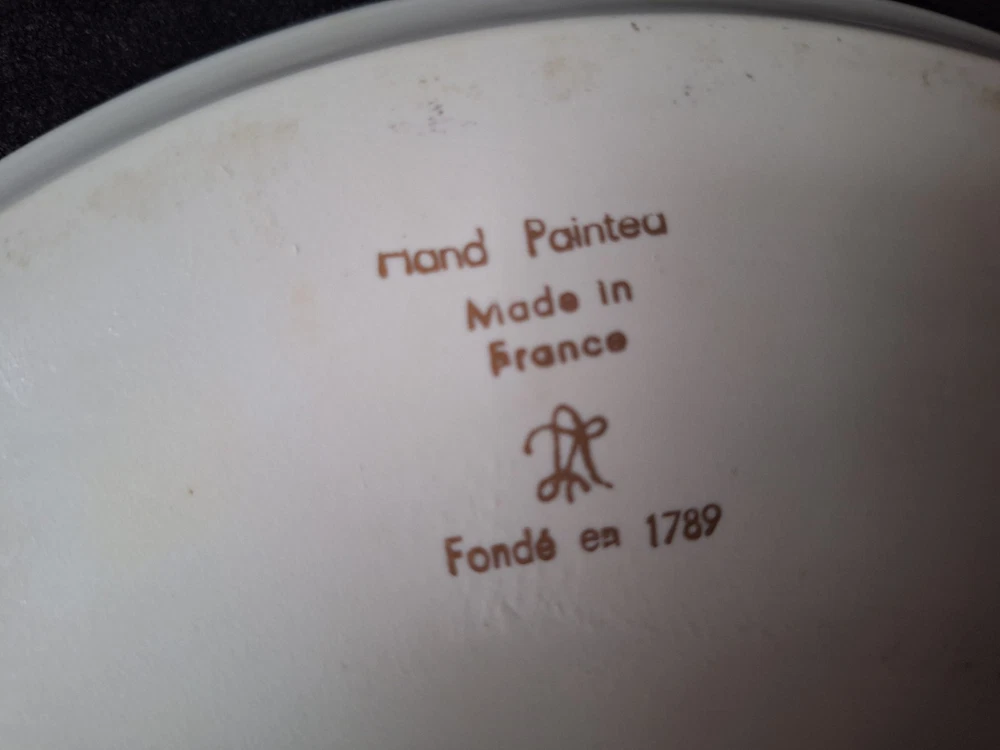 Hand Painted
Made in
France
Fondé en 1789